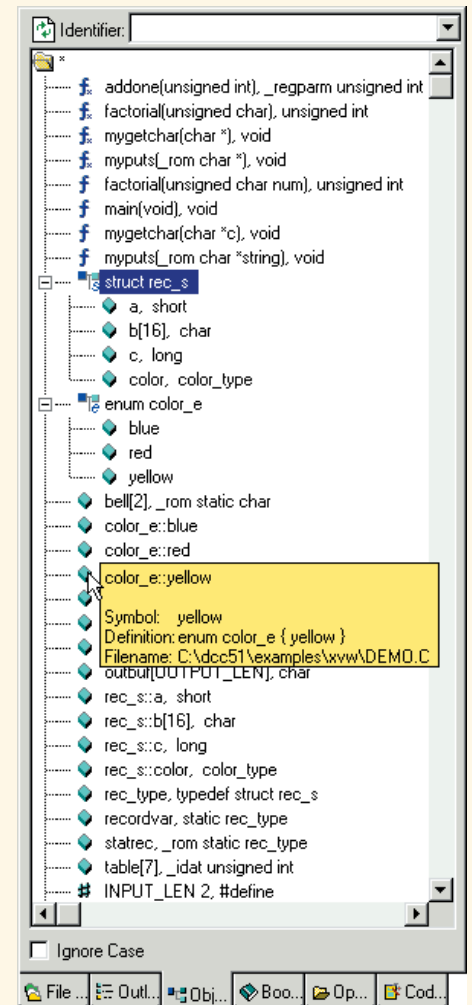 Identifier:
*
addone(unsigned int), _regparm unsigned int
factorial(unsigned char), unsigned int
mygetchar(char *), void
myputs(_rom char *), void
factorial(unsigned char num), unsigned int
main(void), void
mygetchar(char *c), void
myputs(_rom char *string), void
struct rec_s
a, short
b[16], char
c, long
color, color_type
enum color_e
blue
red
yellow
bell[2], _rom static char
color_e::blue
color_e::red
color_e::yellow
Symbol: yellow
Definition: enum color_e { yellow }
Filename: C:\dcc51\examples\xvw\DEMO.C
outbuf[OUTPUT_LEN], char
rec_s::a, short
rec_s::b[16], char
rec_s::c, long
rec_s::color, color_type
rec_type, typedef struct rec_s
recordvar, static rec_type
statrec, _rom static rec_type
table[7], _idat unsigned int
# INPUT_LEN 2, #define
Ignore Case
File ... Outl... Obj... Boo... Op... Cod...